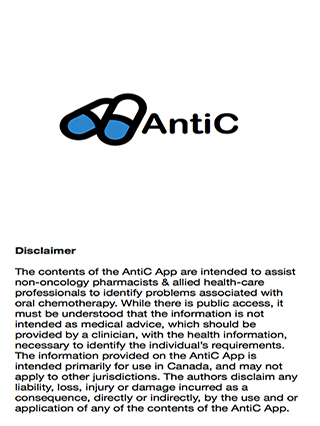 AntiC
Disclaimer
The contents of the AntiC App are intended to assist
non-oncology pharmacists & allied health-care
professionals to identify problems associated with
oral chemotherapy. While there is public access, it
must be understood that the information is not
intended as medical advice, which should be
provided by a clinician, with the health information,
necessary to identify the individual's requirements.
The information provided on the AntiC App is
intended primarily for use in Canada, and may not
apply to other jurisdictions. The authors disclaim any
liability, loss, injury or damage incurred as a
consequence, directly or indirectly, by the use and or
application of any of the contents of the AntiC App.